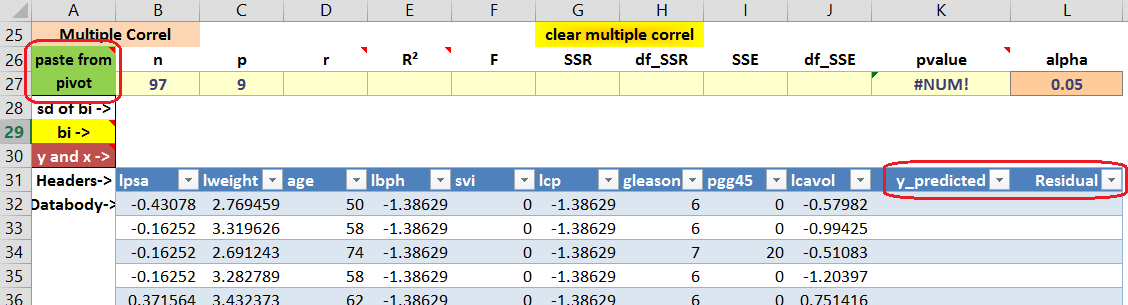 A B C D E F G H I J K L
25 Multiple Correl clear multiple correl
26 paste from n p r R² F SSR df_SSR SSE df_SSE pvalue alpha
27 pivot 97 9 #NUM! 0.05
28 sd of bi ->
29 bi ->
30 y and x ->
31 Headers-> lpsa lweight age lbph svi lcp gleason pgg45 lcavol y_predicted Residual
32 Databody-> -0.43078 2.769459 50 -1.38629 0 -1.38629 6 0 -0.57982
33 -0.16252 3.319626 58 -1.38629 0 -1.38629 6 0 -0.99425
34 -0.16252 2.691243 74 -1.38629 0 -1.38629 7 20 -0.51083
35 -0.16252 3.282789 58 -1.38629 0 -1.38629 6 0 -1.20397
36 0.371564 3.432373 62 -1.38629 0 -1.38629 6 0 0.751416